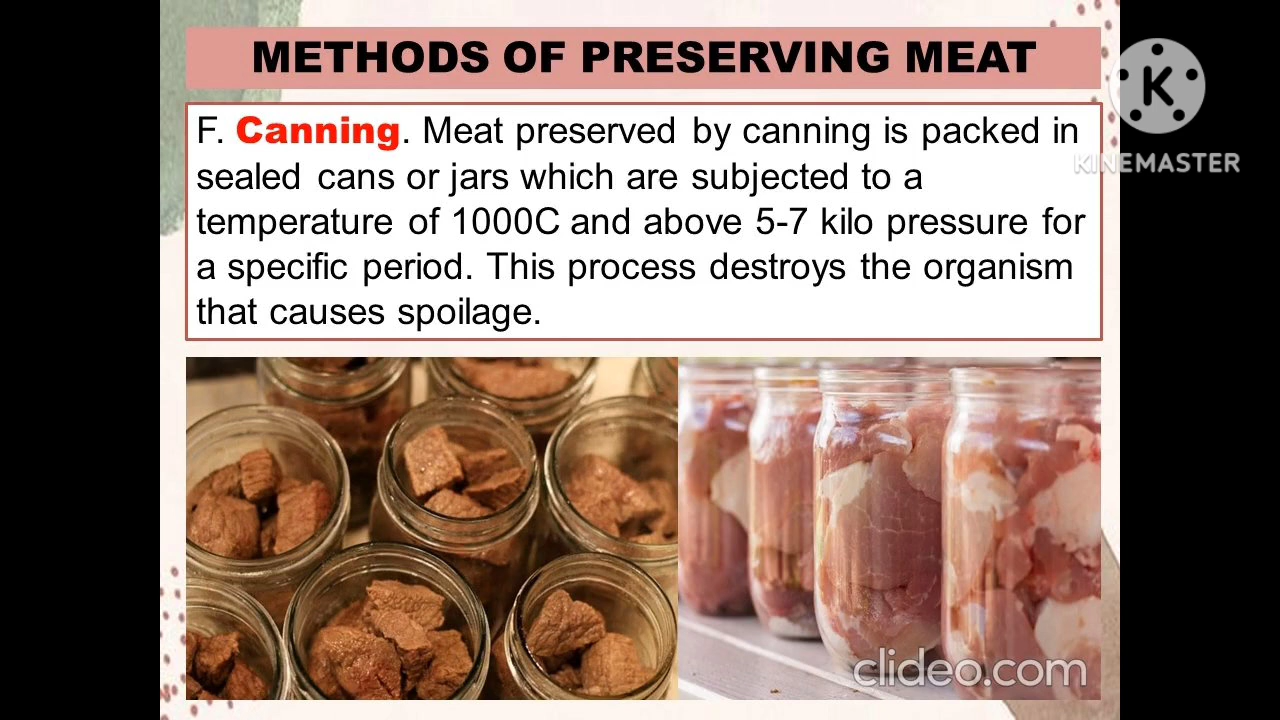 METHODS OF PRESERVING MEAT
K
KINEMASTER
F. Canning. Meat preserved by canning is packed in
sealed cans or jars which are subjected to a
temperature of 1000C and above 5-7 kilo pressure for
a specific period. This process destroys the organism
that causes spoilage.
clideo.com